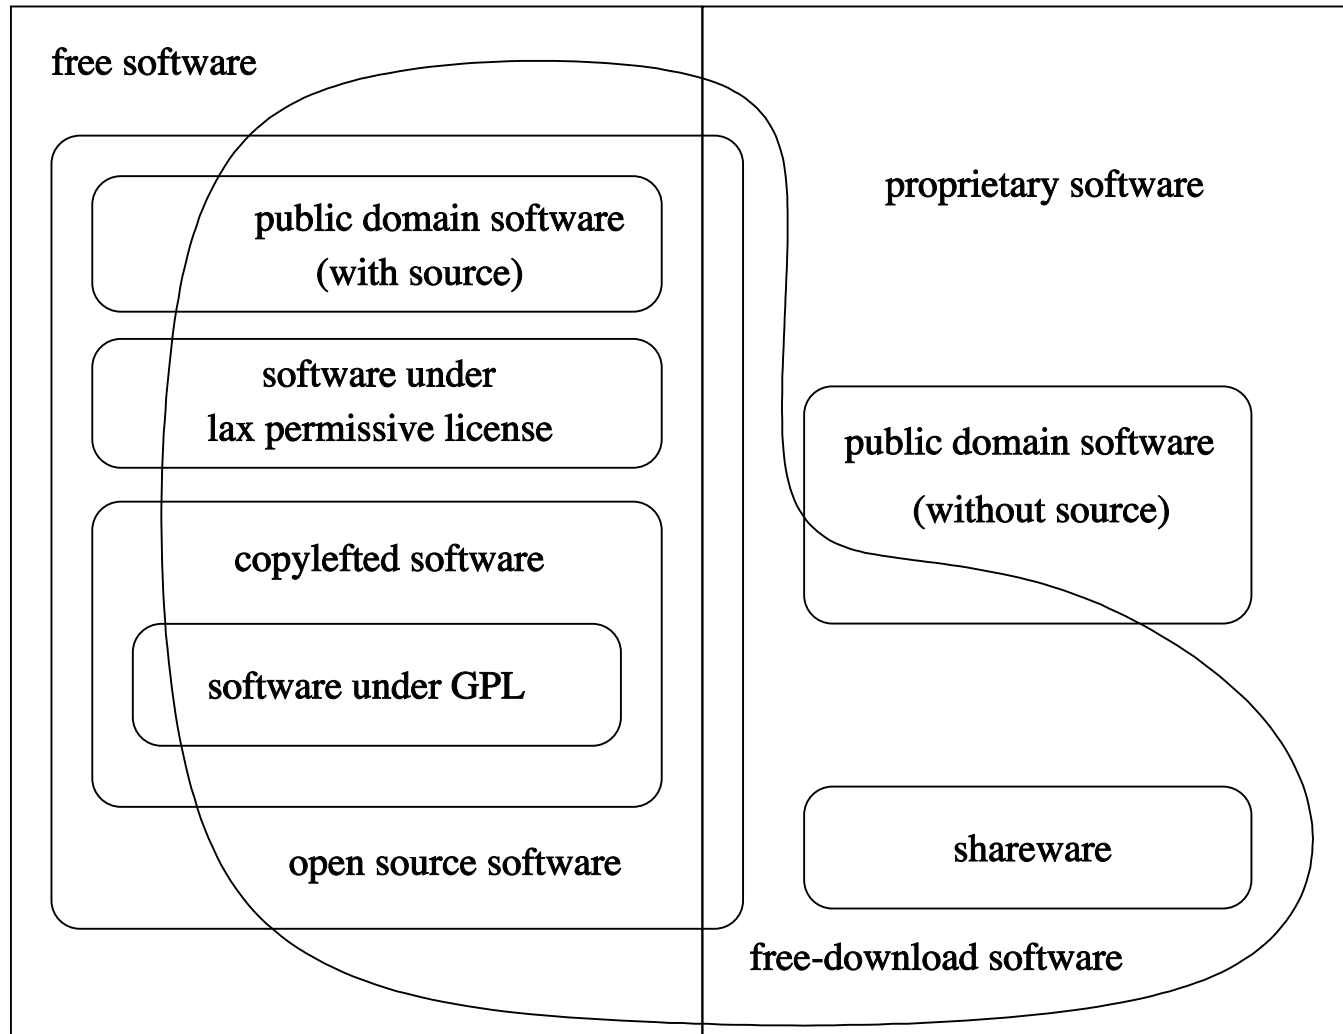 free software
proprietary software
public domain software
(with source)
software under
lax permissive license
public domain software
(without source)
copylefted software
software under GPL
shareware
open source software
free-download software